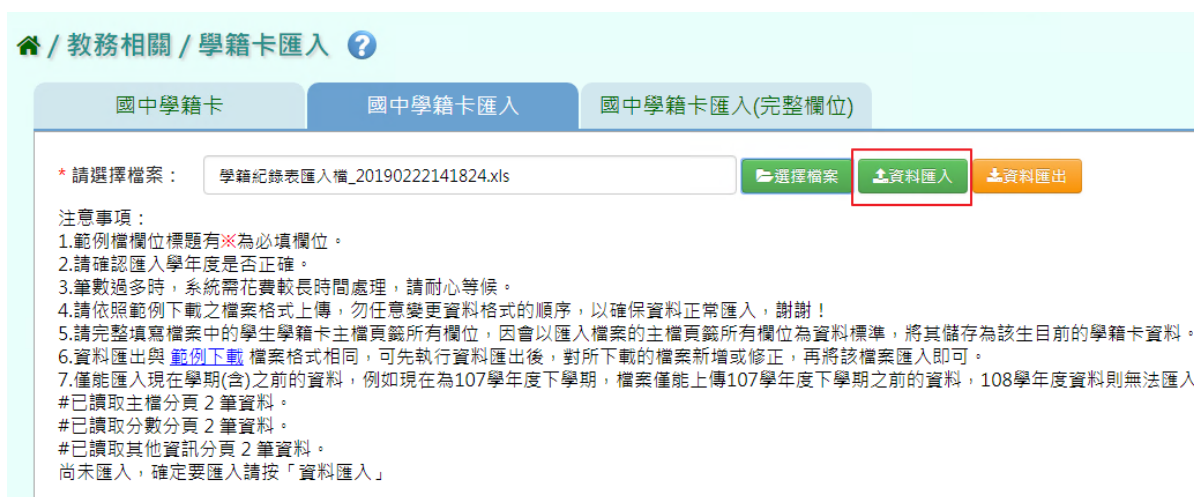 / 教務相關 / 學籍卡匯入 ?
國中學籍卡 國中學籍卡匯入 國中學籍卡匯入(完整欄位)
* 請選擇檔案： 學籍紀錄表匯入檔_20190222141824.xls 選擇檔案 資料匯入 資料匯出
注意事項：
1.範例檔欄位標題有※為必填欄位。
2.請確認匯入學年度是否正確。
3.筆數過多時，系統需花費較長時間處理，請耐心等候。
4.請依照範例下載之檔案格式上傳，勿任意變更資料格式的順序，以確保資料正常匯入，謝謝！
5.請完整填寫檔案中的學生學籍卡主檔頁籤所有欄位，因會以匯入檔案的主檔頁籤所有欄位為資料標準，將其儲存為該生目前的學籍卡資料。
6.資料匯出與 範例下載 檔案格式相同，可先執行資料匯出後，對所下載的檔案新增或修正，再將該檔案匯入即可。
7.僅能匯入現在學期(含)之前的資料，例如現在為107學年度下學期，檔案僅能上傳107學年度下學期之前的資料，108學年度資料則無法匯入
#已讀取主檔分頁 2 筆資料。
#已讀取分數分頁 2 筆資料。
#已讀取其他資訊分頁 2 筆資料。
尚未匯入，確定要匯入請按「資料匯入」